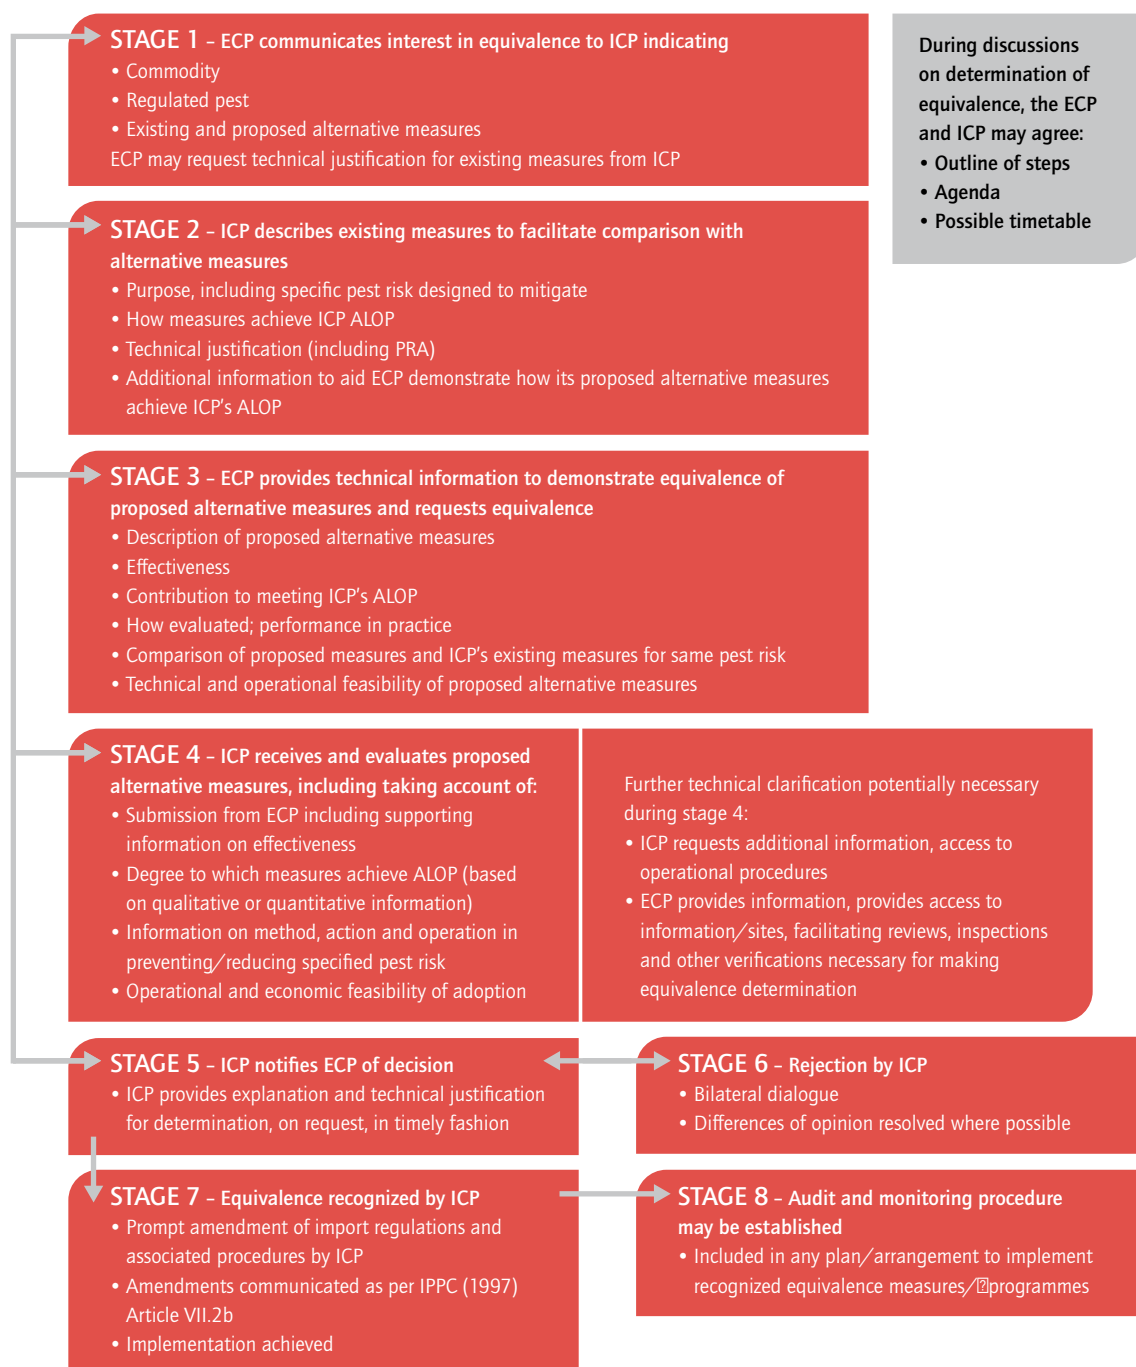 STAGE 1 – ECP communicates interest in equivalence to ICP indicating
• Commodity
• Regulated pest
• Existing and proposed alternative measures
ECP may request technical justification for existing measures from ICP
During discussions
on determination of
equivalence, the ECP
and ICP may agree:
• Outline of steps
• Agenda
• Possible timetable
STAGE 2 – ICP describes existing measures to facilitate comparison with
alternative measures
• Purpose, including specific pest risk designed to mitigate
• How measures achieve ICP ALOP
• Technical justification (including PRA)
• Additional information to aid ECP demonstrate how its proposed alternative measures
achieve ICP's ALOP
STAGE 3 – ECP provides technical information to demonstrate equivalence of
proposed alternative measures and requests equivalence
• Description of proposed alternative measures
• Effectiveness
• Contribution to meeting ICP's ALOP
• How evaluated; performance in practice
• Comparison of proposed measures and ICP's existing measures for same pest risk
• Technical and operational feasibility of proposed alternative measures
STAGE 4 – ICP receives and evaluates proposed
alternative measures, including taking account of:
• Submission from ECP including supporting
information on effectiveness
• Degree to which measures achieve ALOP (based
on qualitative or quantitative information)
• Information on method, action and operation in
preventing/reducing specified pest risk
• Operational and economic feasibility of adoption
Further technical clarification potentially necessary
during stage 4:
• ICP requests additional information, access to
operational procedures
• ECP provides information, provides access to
information/sites, facilitating reviews, inspections
and other verifications necessary for making
equivalence determination
STAGE 5 – ICP notifies ECP of decision
• ICP provides explanation and technical justification
for determination, on request, in timely fashion
STAGE 6 – Rejection by ICP
• Bilateral dialogue
• Differences of opinion resolved where possible
STAGE 7 – Equivalence recognized by ICP
• Prompt amendment of import regulations and
associated procedures by ICP
• Amendments communicated as per IPPC (1997)
Article VII.2b
• Implementation achieved
STAGE 8 – Audit and monitoring procedure
may be established
• Included in any plan/arrangement to implement
recognized equivalence measures/�programmes